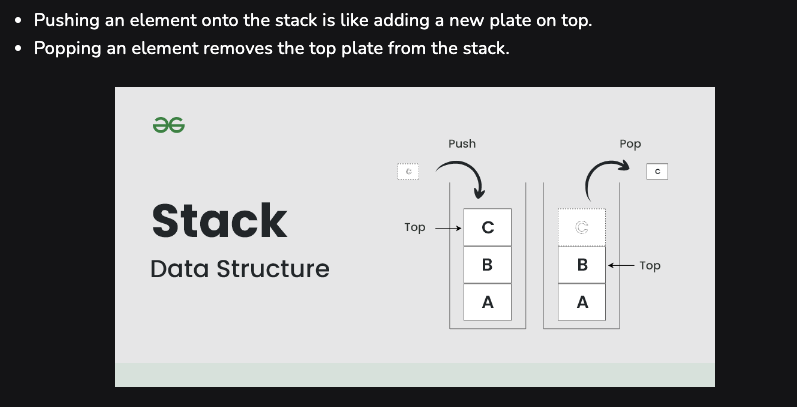 Pushing an element onto the stack is like adding a new plate on top.
Popping an element removes the top plate from the stack.
Push
Pop
C
C
Stack
Data Structure
Top
C
B
A
C
B
A
Top